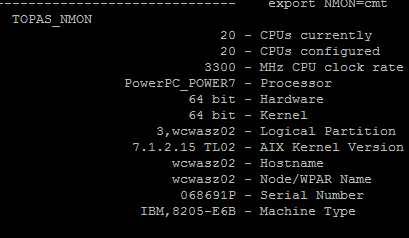 ------------------------------- export NMON=cmt
TOPAS_NMON
20 - CPUs currently
20 - CPUs configured
3300 - MHz CPU clock rate
PowerPC_POWER7 - Processor
64 bit - Hardware
64 bit - Kernel
3,wcwasz02 - Logical Partition
7.1.2.15 TL02 - AIX Kernel Version
wcwasz02 - Hostname
wcwasz02 - Node/WPAR Name
068691P - Serial Number
IBM,8205-E6B - Machine Type